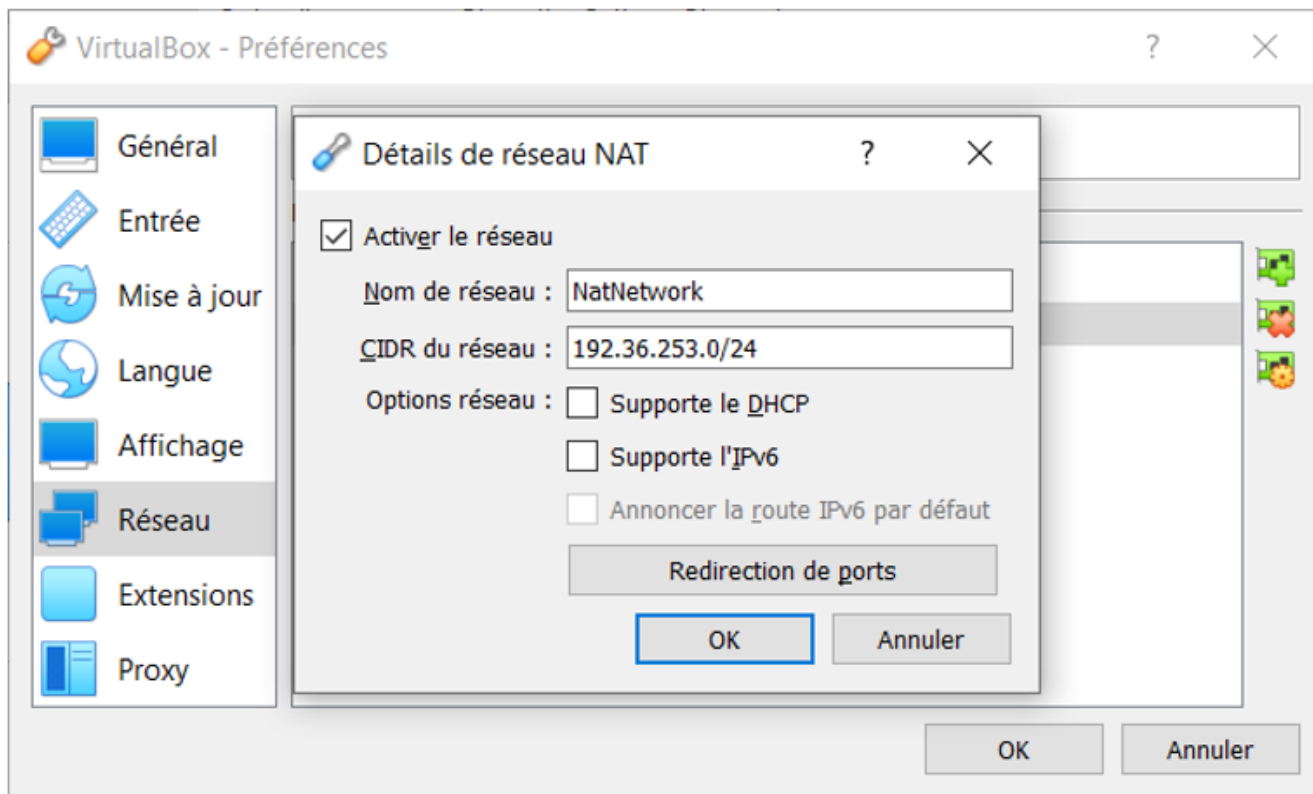 VirtualBox - Préférences
?
Général
Entrée
Mise à jour
Langue
Affichage
Réseau
Extensions
Proxy
Détails de réseau NAT
?
Activer le réseau
Nom de réseau : NatNetwork
CIDR du réseau : 192.36.253.0/24
Options réseau : Supporte le DHCP
Supporte l'IPv6
Annoncer la route IPv6 par défaut
Redirection de ports
OK Annuler
OK Annuler